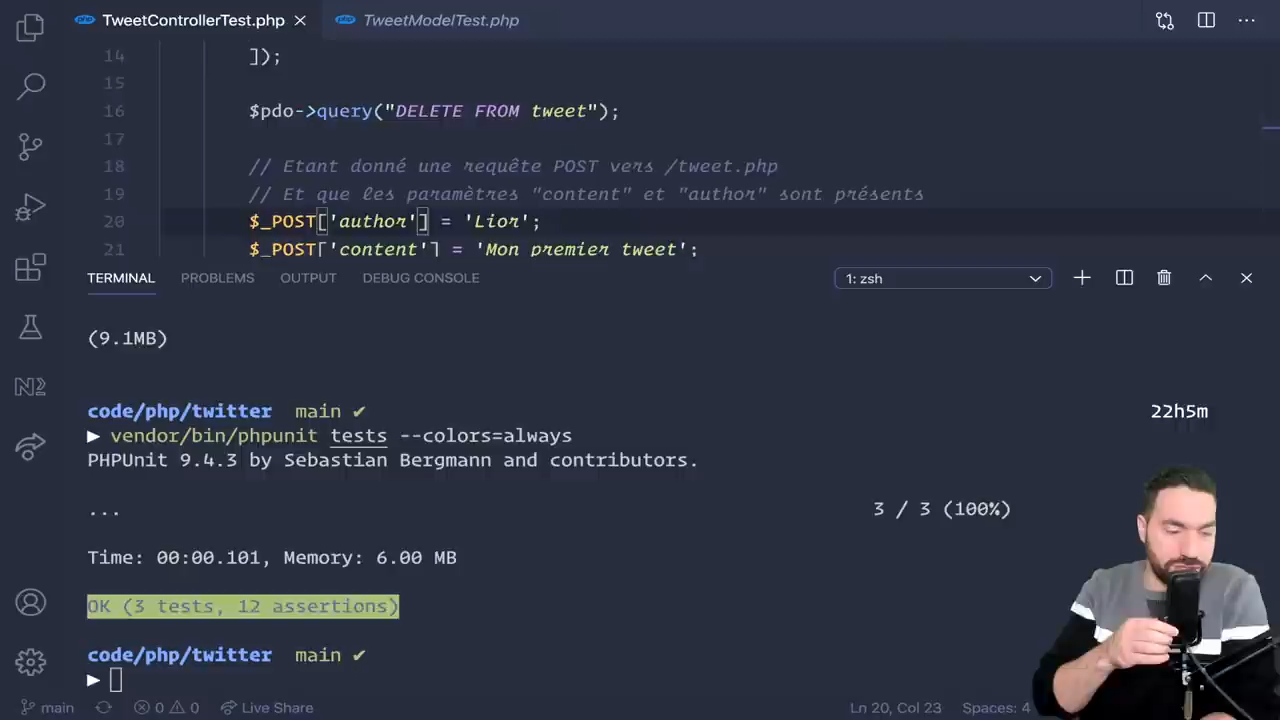 TweetControllerTest.php
TweetModelTest.php
14 ]);
15
16 $pdo->query("DELETE FROM tweet");
17
18 // Etant donné une requête POST vers /tweet.php
19 // Et que les paramètres "content" et "author" sont présents
20 $_POST['author'] = 'Lior';
21 $_POST['content'] = 'Mon premier tweet';
TERMINAL PROBLEMS OUTPUT DEBUG CONSOLE 1: zsh
(9.1MB)
code/php/twitter main ✔ 22h5m
▶ vendor/bin/phpunit tests --colors=always
PHPUnit 9.4.3 by Sebastian Bergmann and contributors.
... 3 / 3 (100%)
Time: 00:00.101, Memory: 6.00 MB
OK (3 tests, 12 assertions)
code/php/twitter main ✔
▶
main 0 0 Live Share Ln 20, Col 23 Spaces: 4